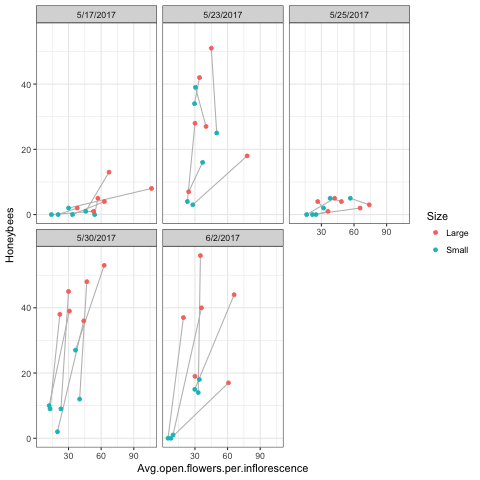 5/17/2017 5/23/2017 5/25/2017
40
20
0
30 60 90
Honeybees
Size
Large
Small
5/30/2017 6/2/2017
40
20
0
30 60 90 30 60 90
Avg.open.flowers.per.inflorescence